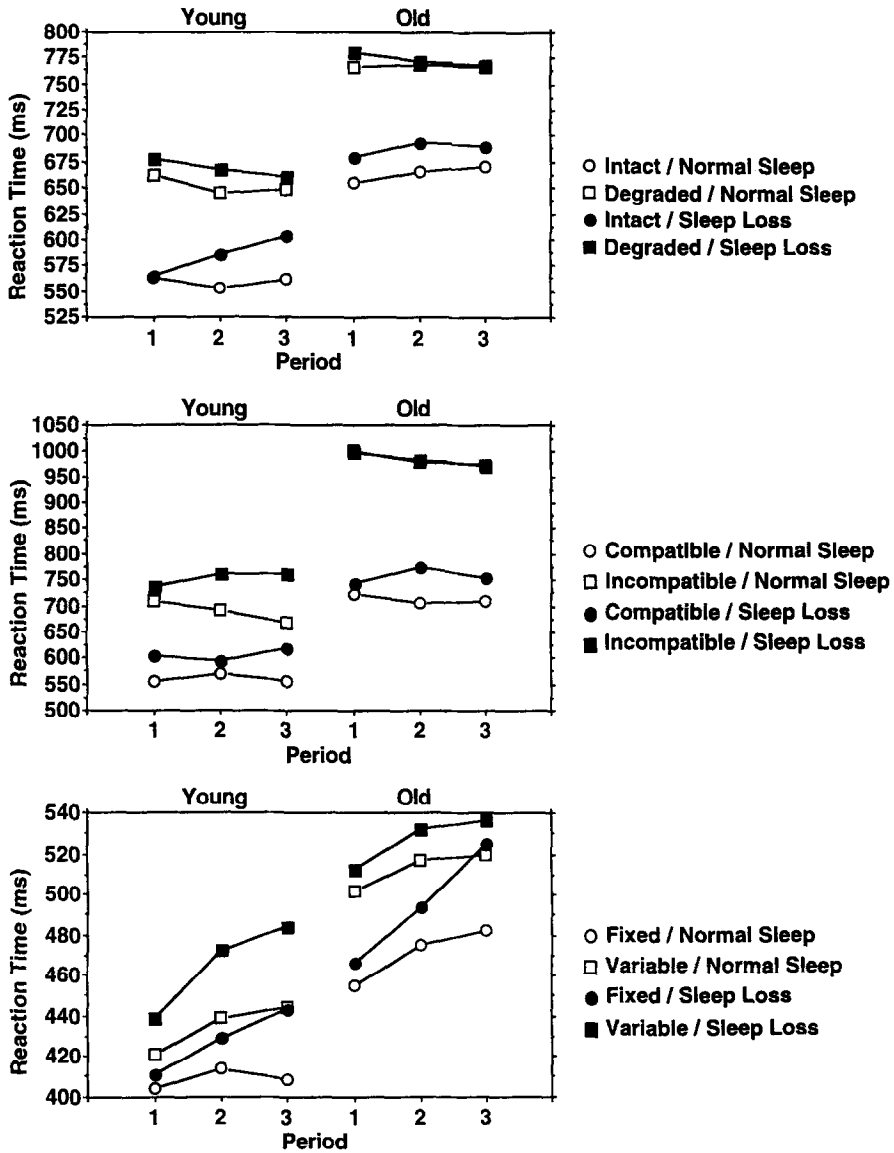 Young Old
Reaction Time (ms)
800
775
750
725
700
675
650
625
600
575
550
525
1 2 3 1 2 3
Period
Intact / Normal Sleep
Degraded / Normal Sleep
Intact / Sleep Loss
Degraded / Sleep Loss
Young Old
Reaction Time (ms)
1050
1000
950
900
800
750
700
650
600
550
500
1 2 3 1 2 3
Period
Compatible / Normal Sleep
Incompatible / Normal Sleep
Compatible / Sleep Loss
Incompatible / Sleep Loss
Young Old
Reaction Time (ms)
540
520
500
480
460
440
420
400
1 2 3 1 2 3
Period
Fixed / Normal Sleep
Variable / Normal Sleep
Fixed / Sleep Loss
Variable / Sleep Loss